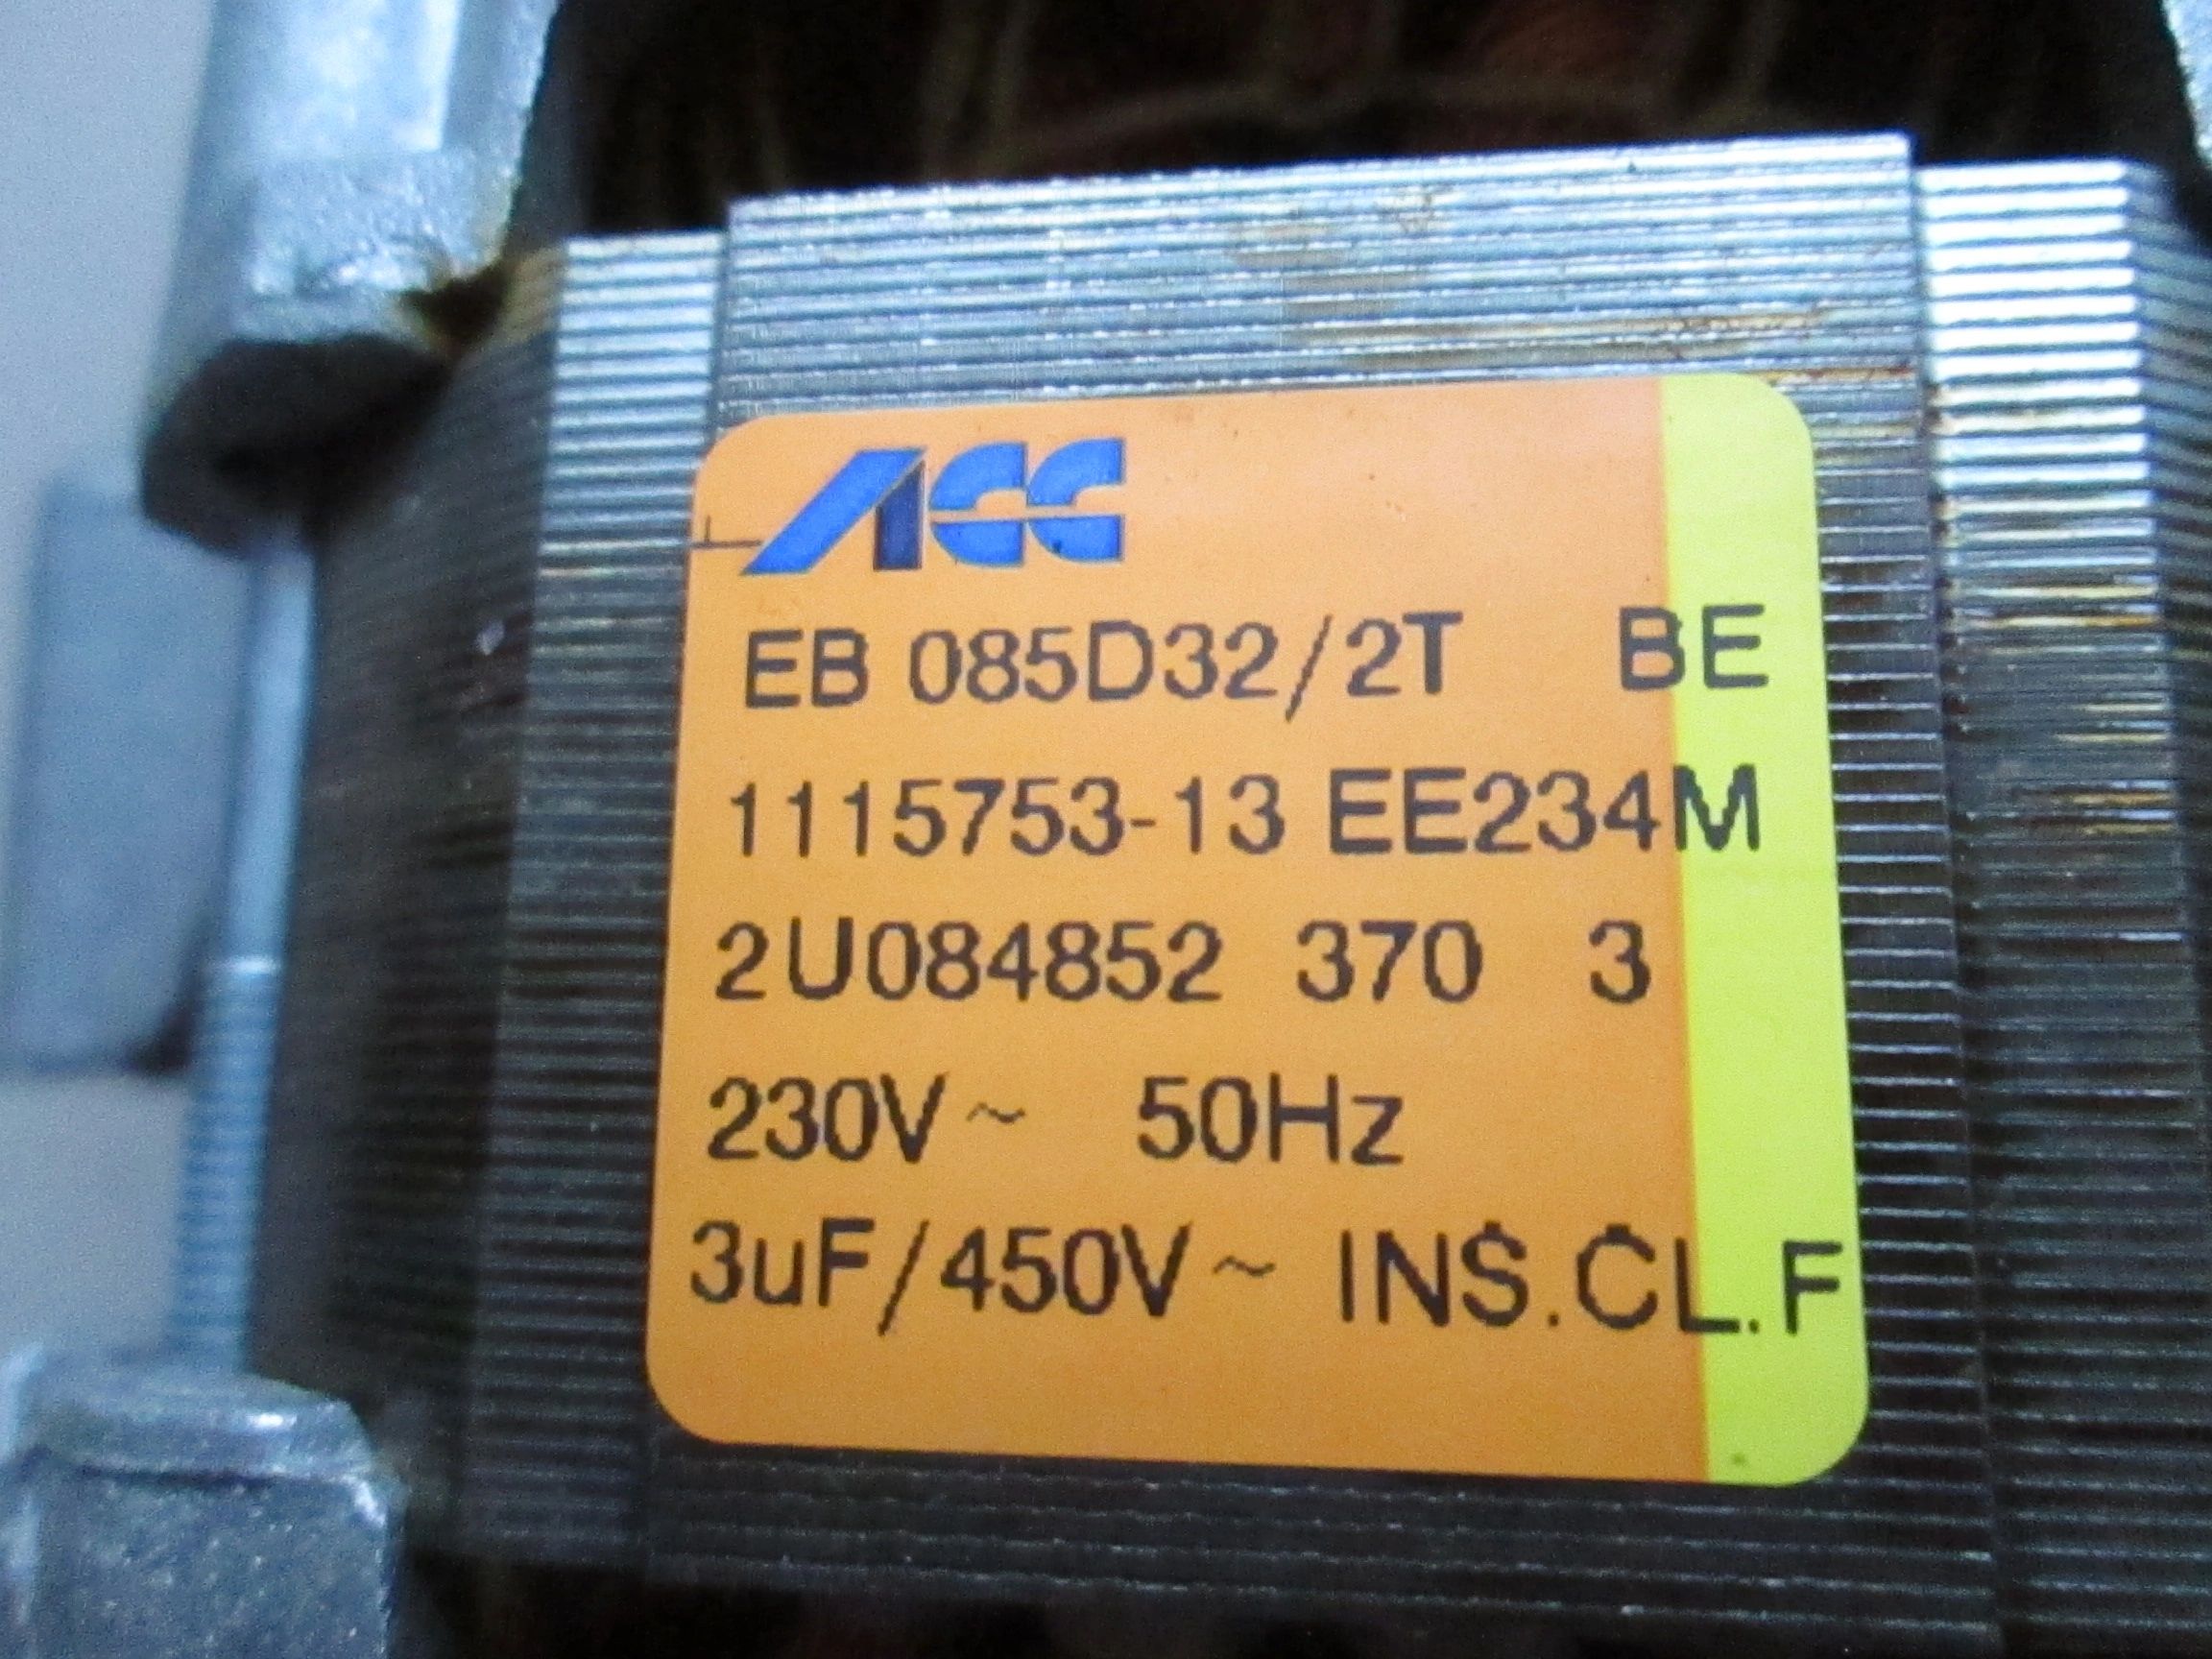 ACC
EB 085D32/2T BE
1115753-13 EE234M
2U084852 370 3
230V~ 50Hz
3uF/450V~ INS.CL.F